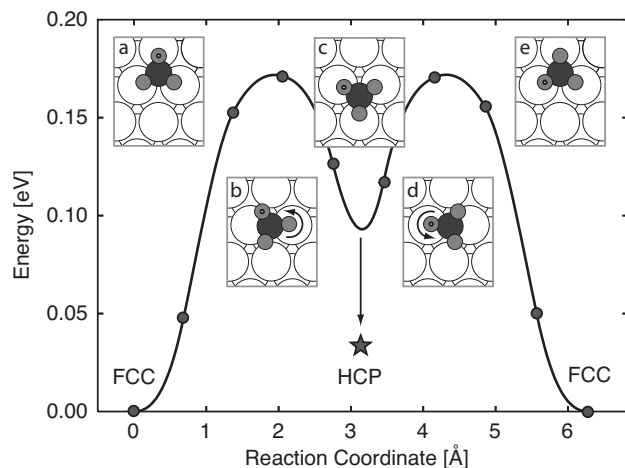 0.20
a
c
e
0.15
b
d
Energy [eV]
0.10
0.05
FCC
HCP
FCC
0.00
0 1 2 3 4 5 6
Reaction Coordinate [Å]